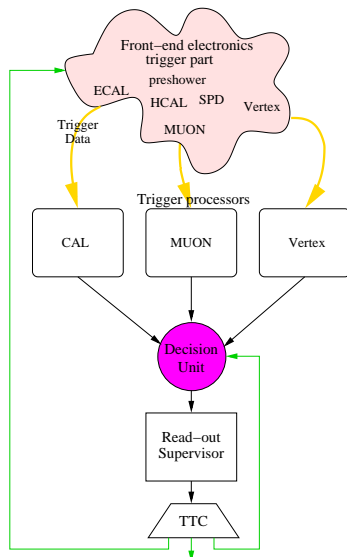 Front−end electronics
trigger part
preshower
ECAL
HCAL
SPD
Vertex
MUON
Trigger
Data
Trigger processors
CAL
MUON
Vertex
Decision
Unit
Read−out
Supervisor
TTC